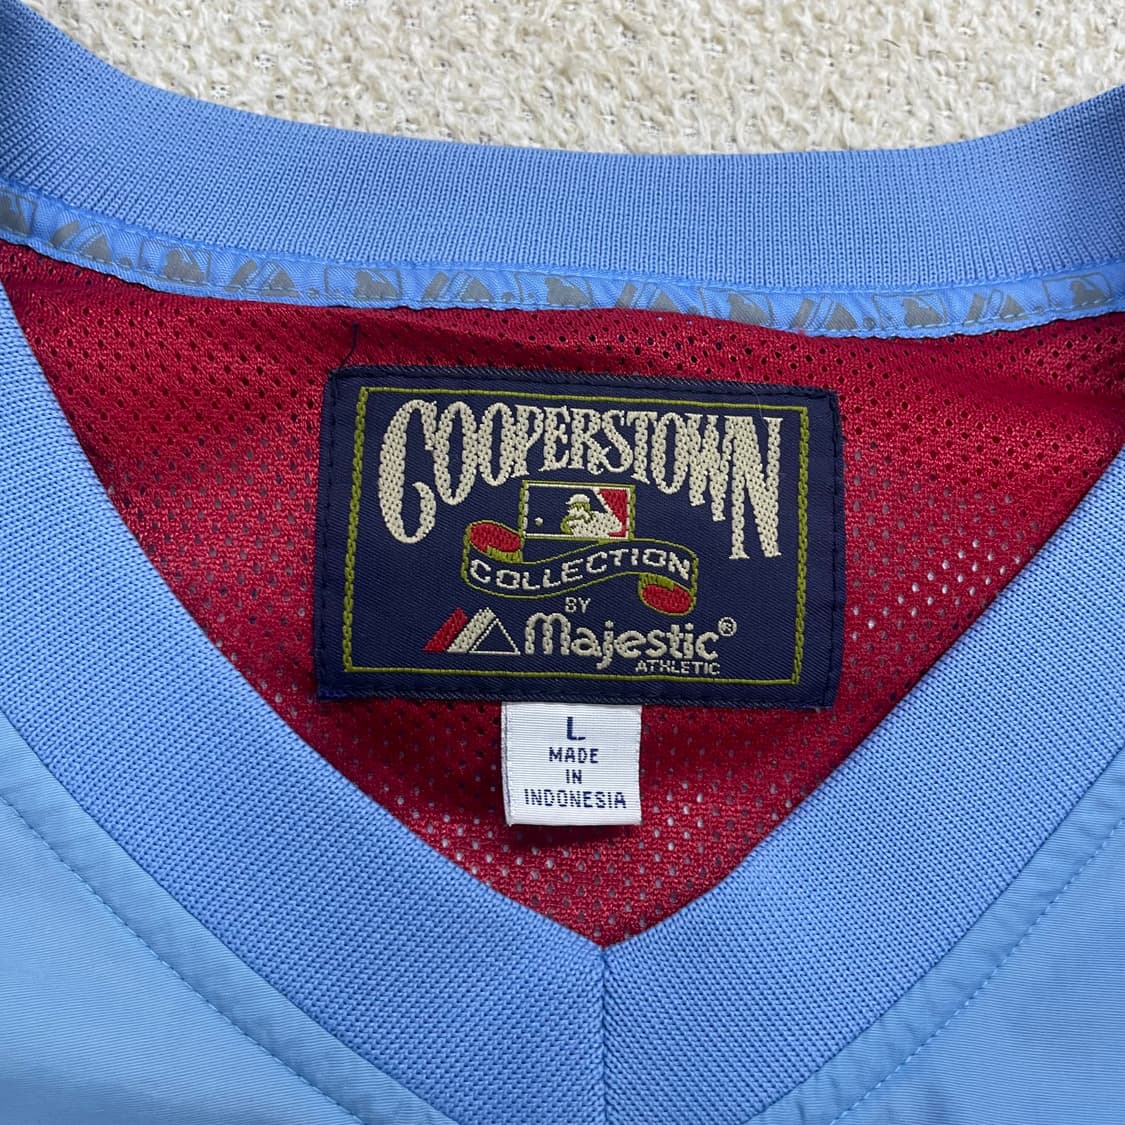 COOPERSTOWN
COLLECTION
BY
Majestic®
ATHLETIC
L
MADE
IN
INDONESIA